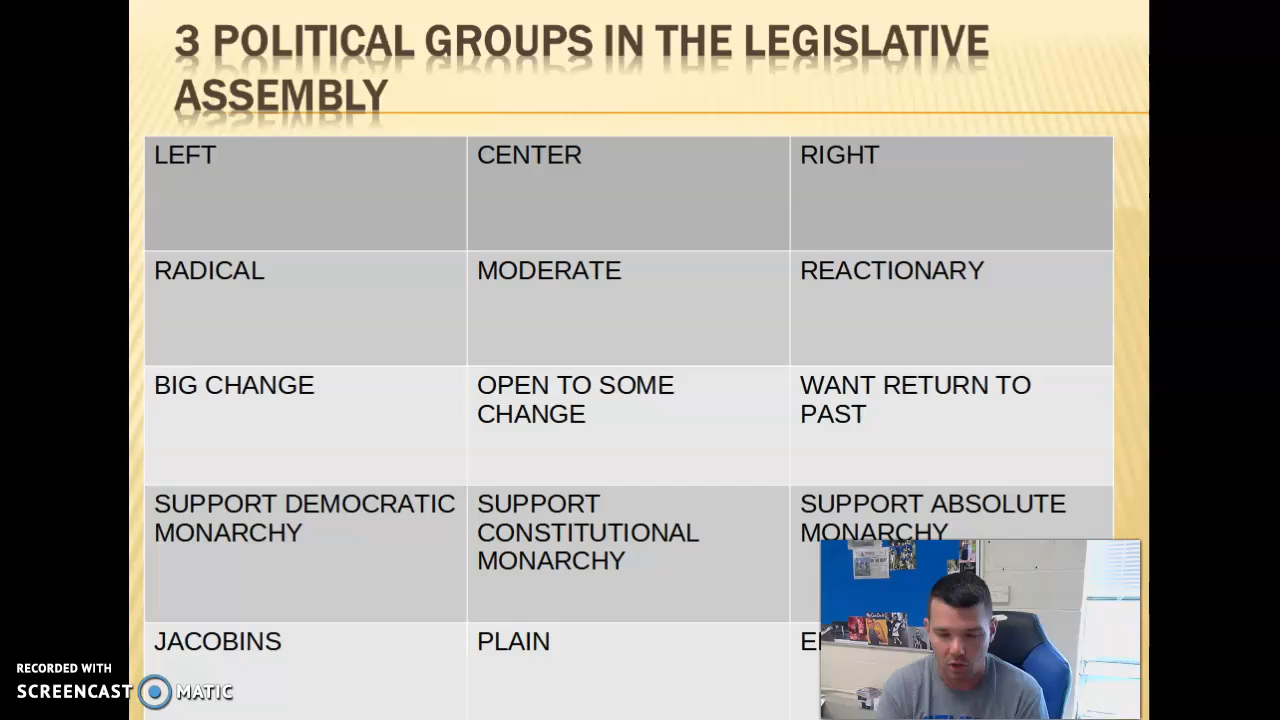 3 POLITICAL GROUPS IN THE LEGISLATIVE
ASSEMBLY
LEFT
CENTER
RIGHT
RADICAL
MODERATE
REACTIONARY
BIG CHANGE
OPEN TO SOME
CHANGE
WANT RETURN TO
PAST
SUPPORT DEMOCRATIC
MONARCHY
SUPPORT
CONSTITUTIONAL
MONARCHY
SUPPORT ABSOLUTE
MONARCHY
JACOBINS
PLAIN
RECORDED WITH
SCREENCAST MATIC